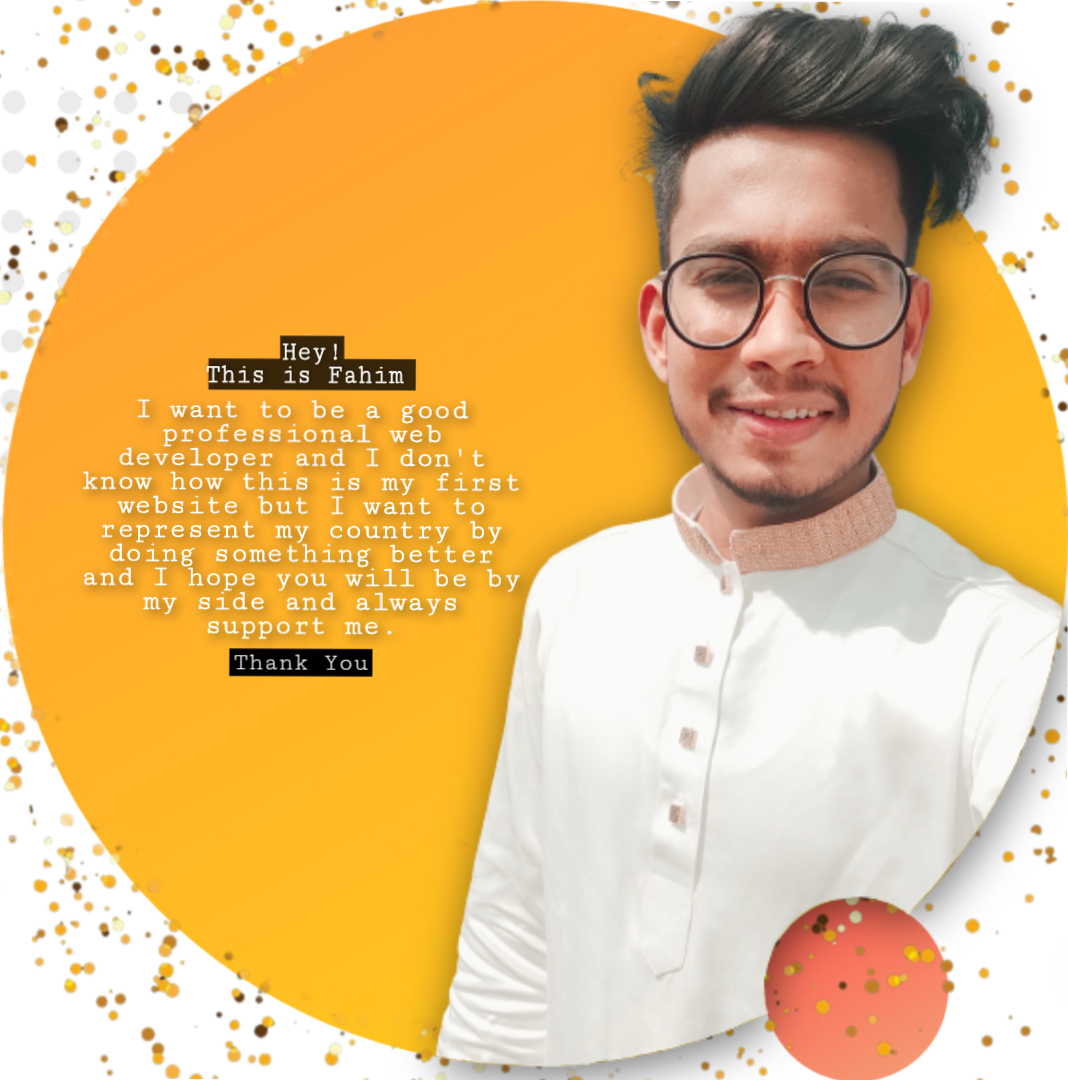 Hey!
This is Fahim
I want to be a good
professional web
developer and I don't
know how this is my first
website but I want to
represent my country by
doing something better
and I hope you will be by
my side and always
support me.
Thank You